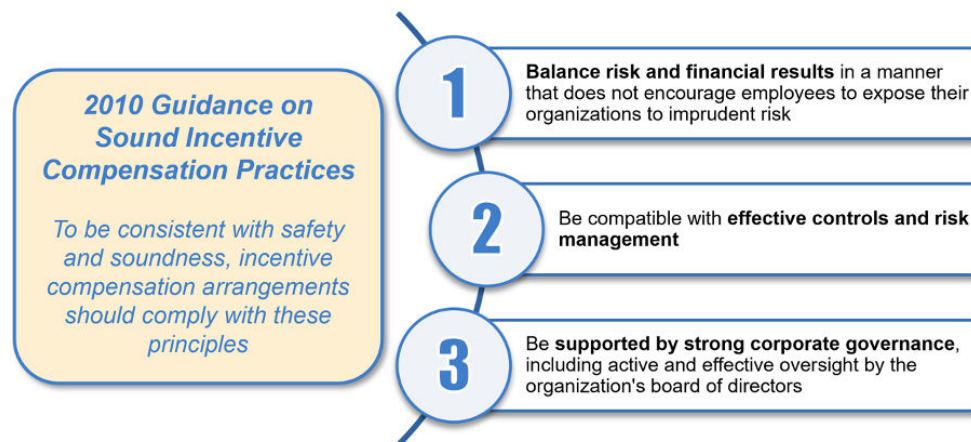 2010 Guidance on
Sound Incentive
Compensation Practices
To be consistent with safety
and soundness, incentive
compensation arrangements
should comply with these
principles
1
Balance risk and financial results in a manner
that does not encourage employees to expose their
organizations to imprudent risk
2
Be compatible with effective controls and risk
management
3
Be supported by strong corporate governance,
including active and effective oversight by the
organization's board of directors